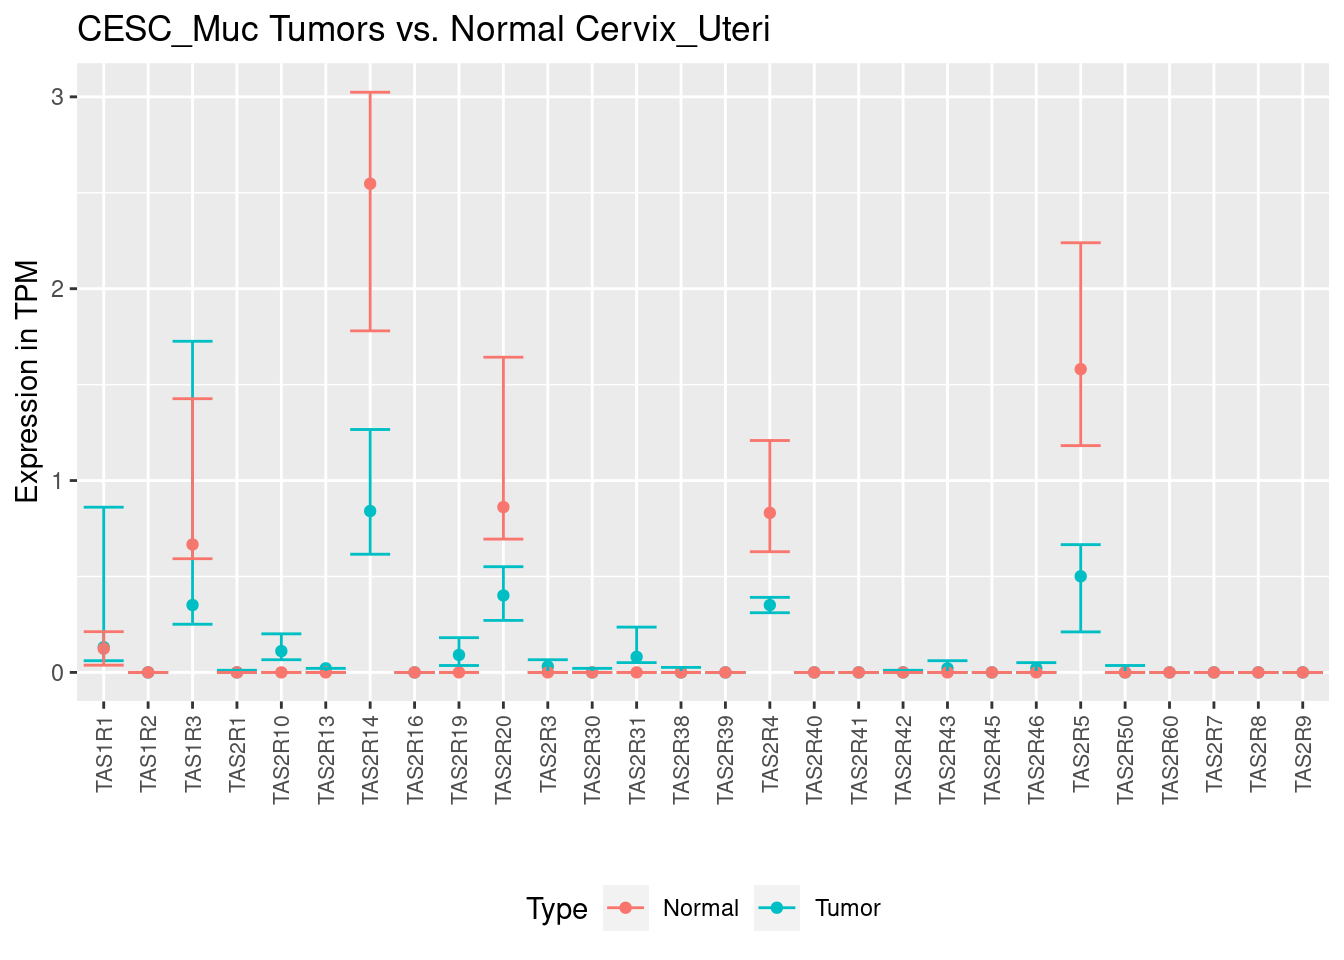 CESC_Muc Tumors vs. Normal Cervix_Uteri
Expression in TPM
3
2
1
0
TAS1R1
TAS1R2
TAS1R3
TAS2R1
TAS2R10
TAS2R13
TAS2R14
TAS2R16
TAS2R19
TAS2R20
TAS2R3
TAS2R30
TAS2R31
TAS2R38
TAS2R39
TAS2R4
TAS2R40
TAS2R41
TAS2R42
TAS2R43
TAS2R45
TAS2R46
TAS2R5
TAS2R50
TAS2R60
TAS2R7
TAS2R8
TAS2R9
Type Normal Tumor